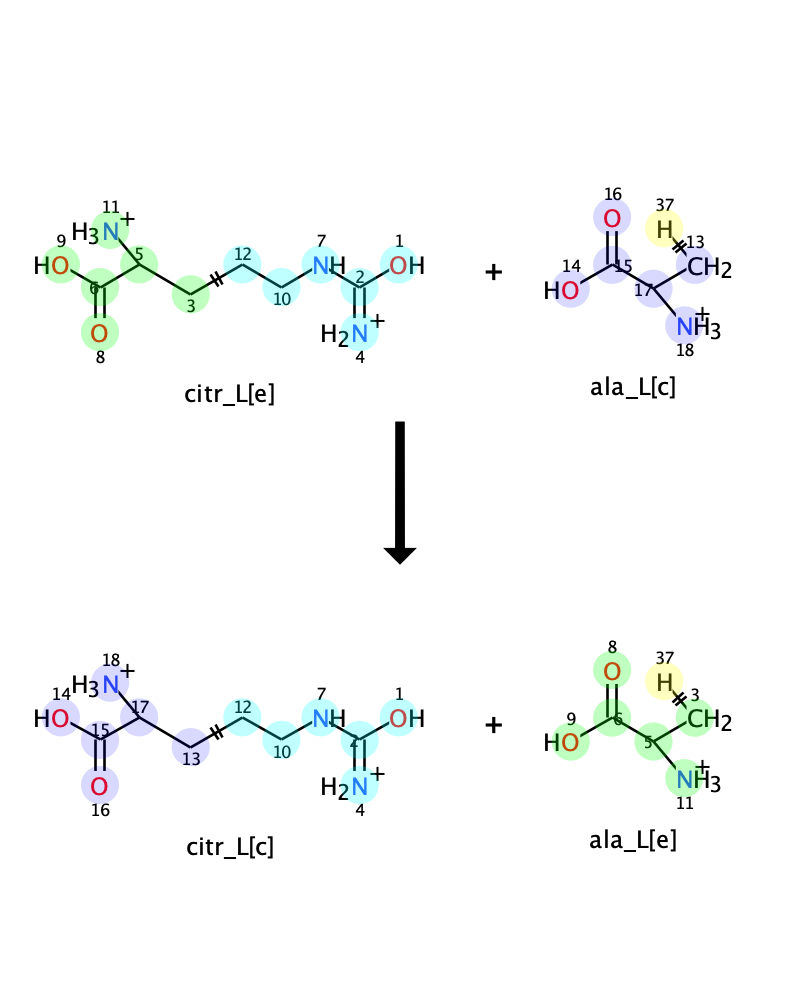 11 16 37
H3N+
9 5 12 7 1 13
HO NH OH + O H CH2
6 2 14 15
3 10 HO 17
O H2N+ NH3+
8 4 18
citr_L[e] ala_L[c]
18 8 37
H3N+ O H
14 17 12 7 1 3
HO NH OH + CH2
15 2 9 6
13 10 HO 5
O H2N+ NH3+
16 4 11
citr_L[c] ala_L[e]